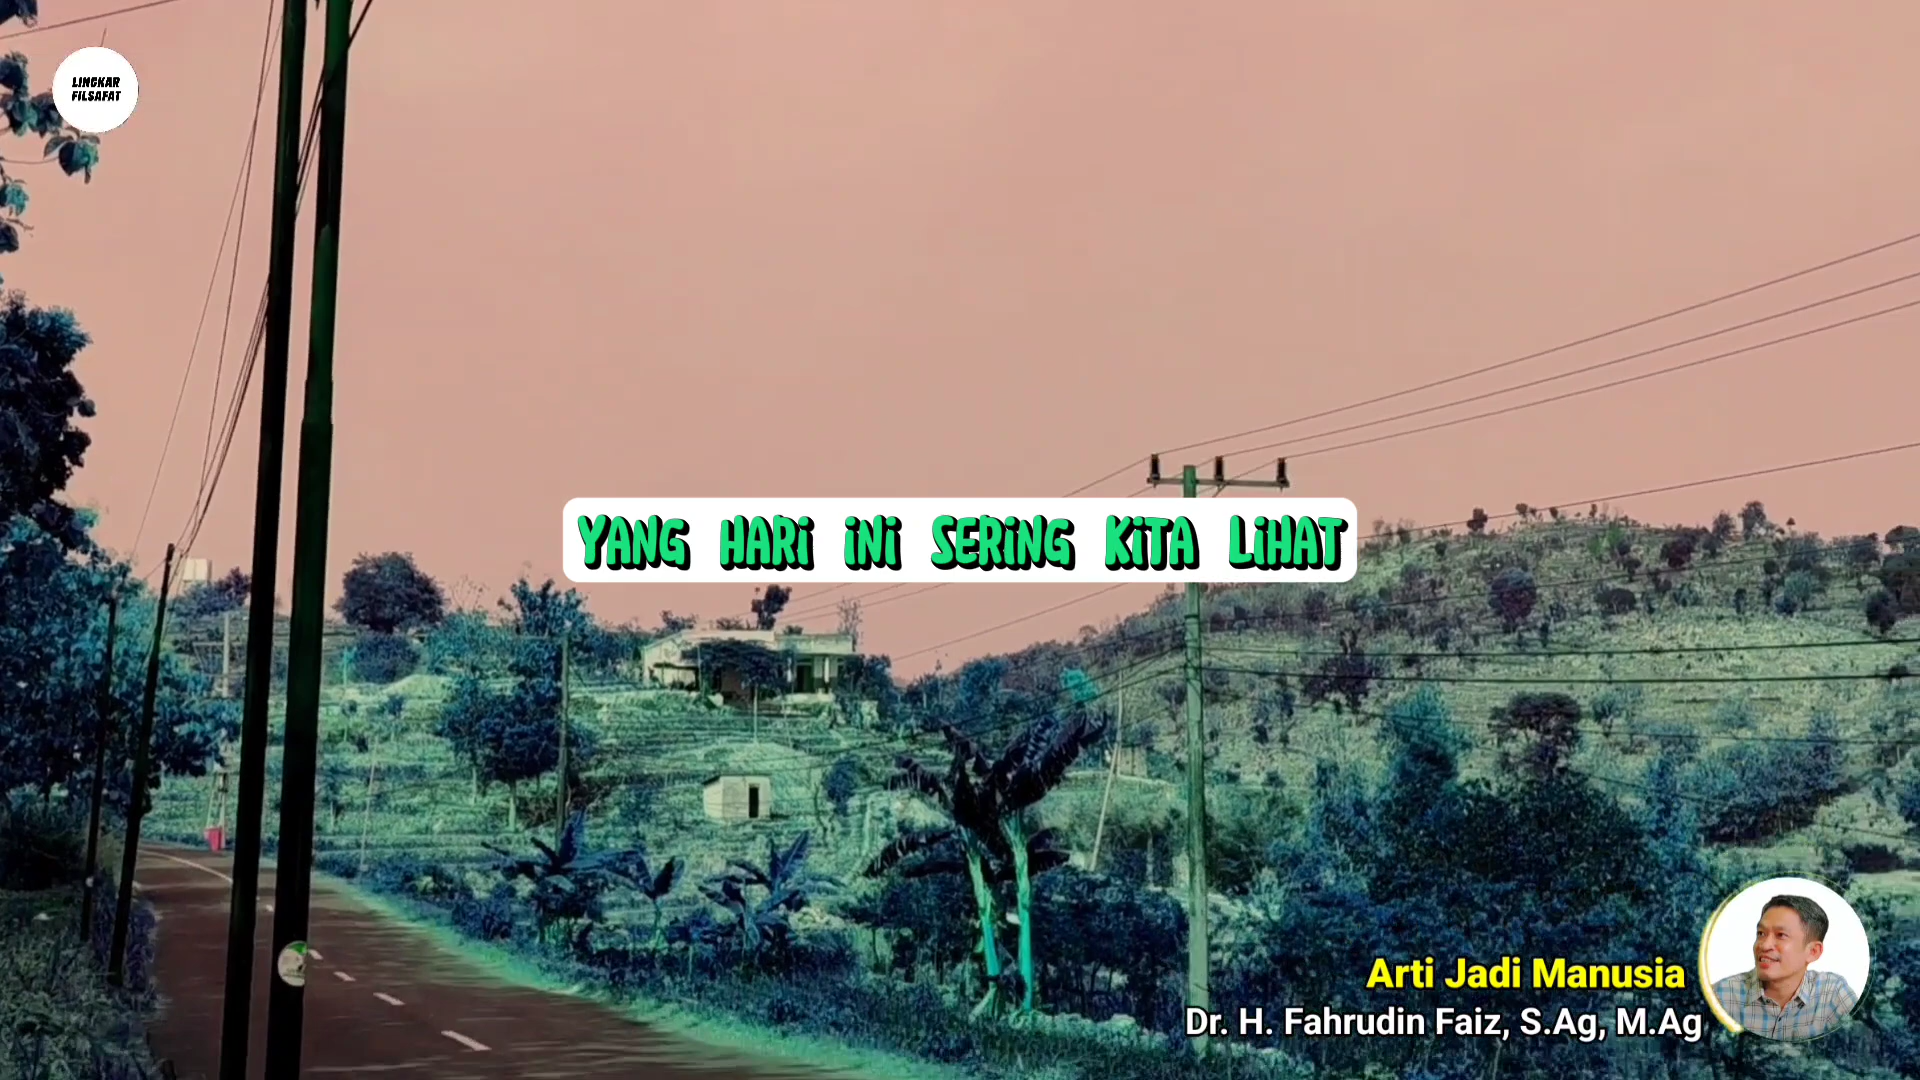 LINGKAR
FILSAFAT
YANG HARI INI SERING KITA LIHAT
Arti Jadi Manusia
Dr. H. Fahrudin Faiz, S.Ag, M.Ag